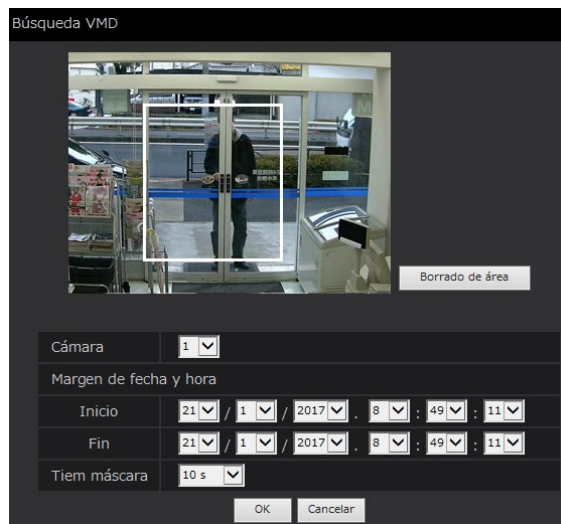 Búsqueda VMD
Borrado de área
Cámara 1
Margen de fecha y hora
Inicio 21 / 1 / 2017 . 8 : 49 : 11
Fin 21 / 1 / 2017 . 8 : 49 : 11
Tiem máscara 10 s
OK Cancelar